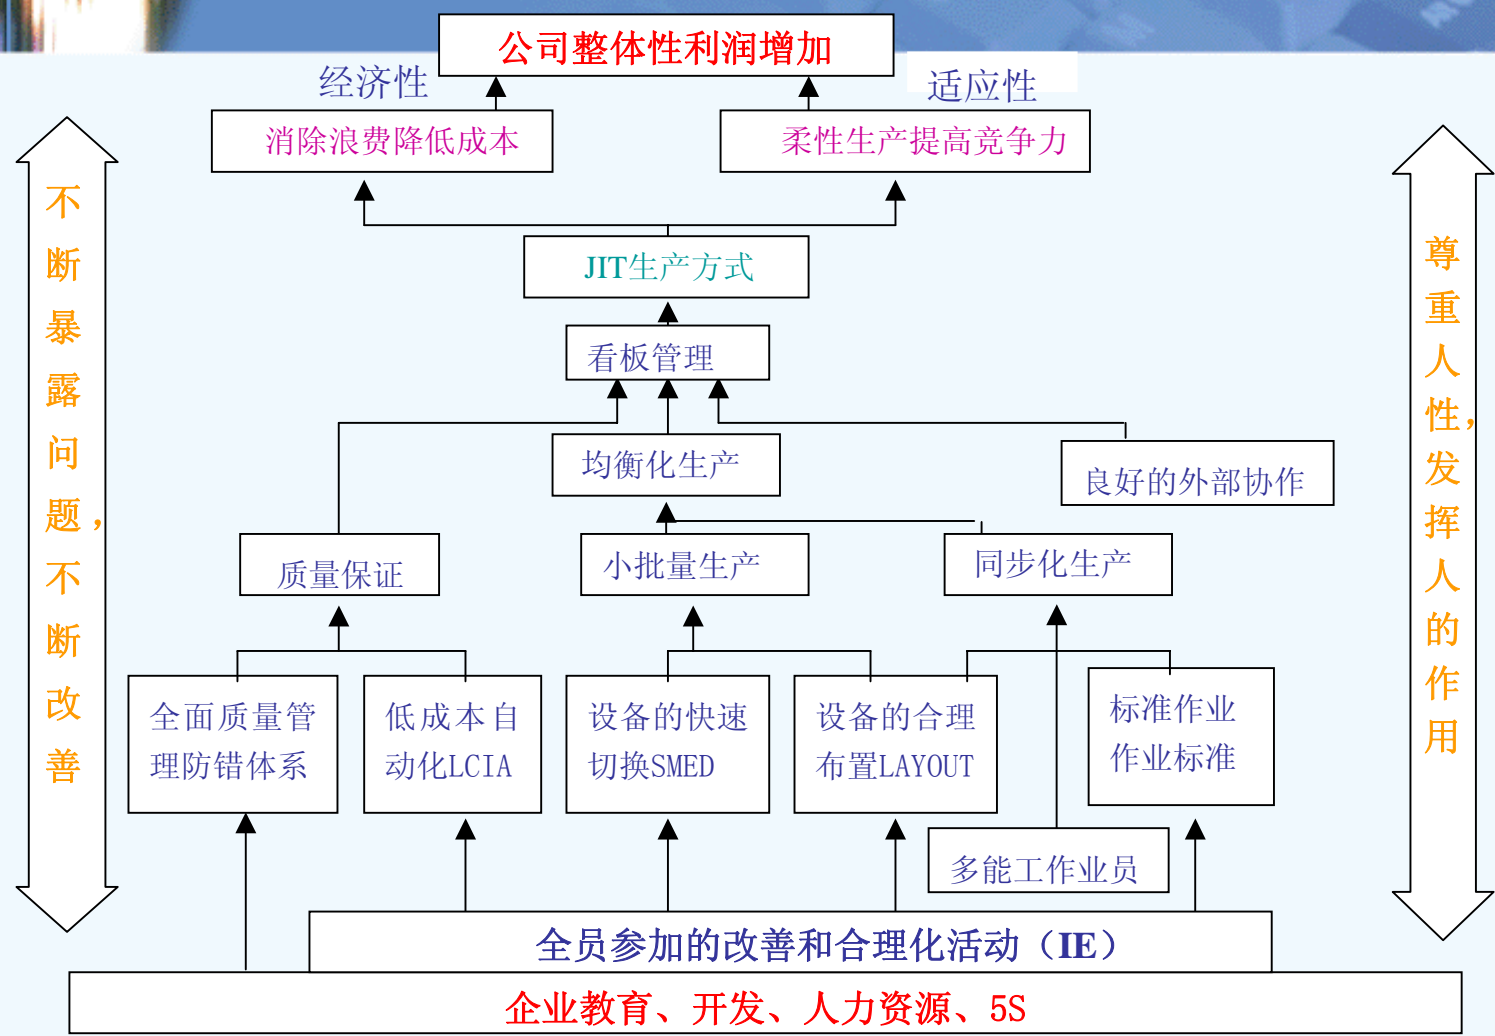 公司整体性利润增加
经济性
适应性
消除浪费降低成本
柔性生产提高竞争力
JIT生产方式
看板管理
均衡化生产
良好的外部协作
质量保证
小批量生产
同步化生产
全面质量管
理防错体系
低成本自
动化LCIA
设备的快速
切换SMED
设备的合理
布置LAYOUT
标准作业
作业标准
多能工作业员
全员参加的改善和合理化活动（IE）
企业教育、开发、人力资源、5S
不断暴露问题，不断改善
尊重人性，发挥人的作用